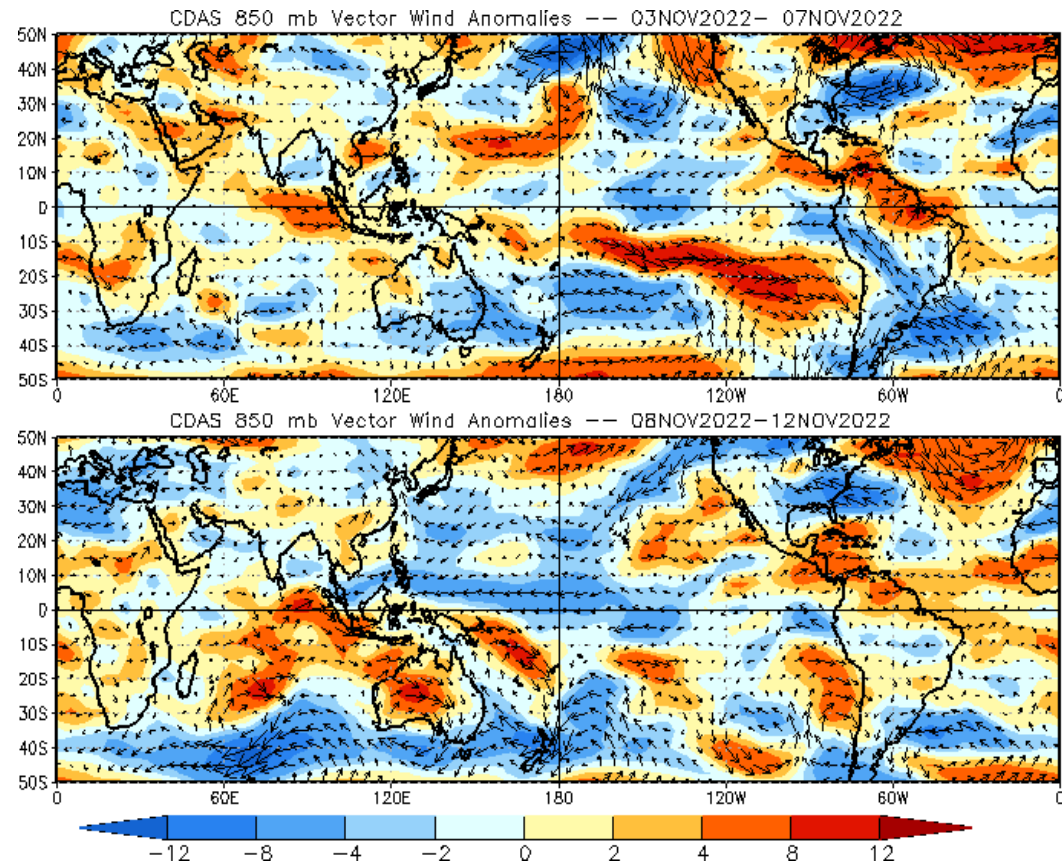 CDAS 850 mb Vector Wind Anomalies -- 03NOV2022- 07NOV2022
50N
40N
30N
20N
10N
0
10S
20S
30S
40S
50S
0 60E 120E 180 120W 60W 0
CDAS 850 mb Vector Wind Anomalies -- 08NOV2022-12NOV2022
50N
40N
30N
20N
10N
0
10S
20S
30S
40S
50S
0 60E 120E 180 120W 60W 0
-12 -8 -4 -2 0 2 4 8 12